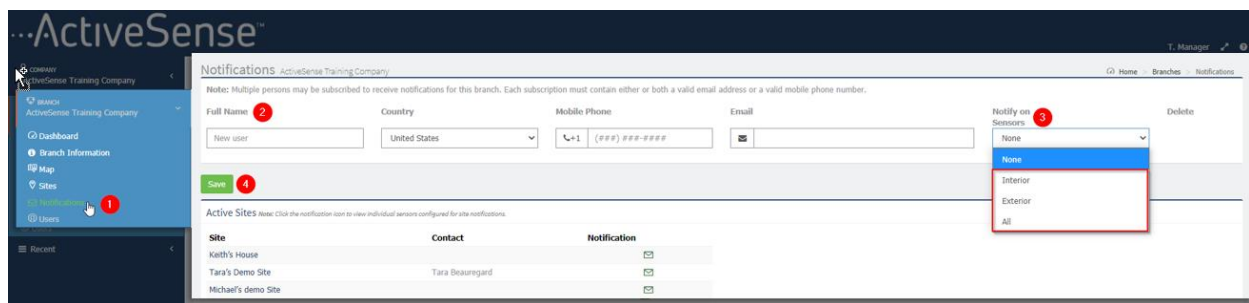 ···ActiveSense™
T. Manager
COMPANY
ActiveSense Training Company
BRANCH
ActiveSense Training Company
Dashboard
Branch Information
Map
Sites
Notifications
1
Users
Users
Recent
Notifications ActiveSense Training Company
Home > Branches > Notifications
Note: Multiple persons may be subscribed to receive notifications for this branch. Each subscription must contain either or both a valid email address or a valid mobile phone number.
Full Name 2 Country Mobile Phone Email Notify on Sensors 3 Delete
New user United States +1 (###) ###-#### None
None
Interior
Exterior
All
Save 4
Active Sites Note: Click the notification icon to view individual sensors configured for site notifications.
Site Contact Notification
Keith's House
Tara's Demo Site Tara Beauregard
Michael's demo Site